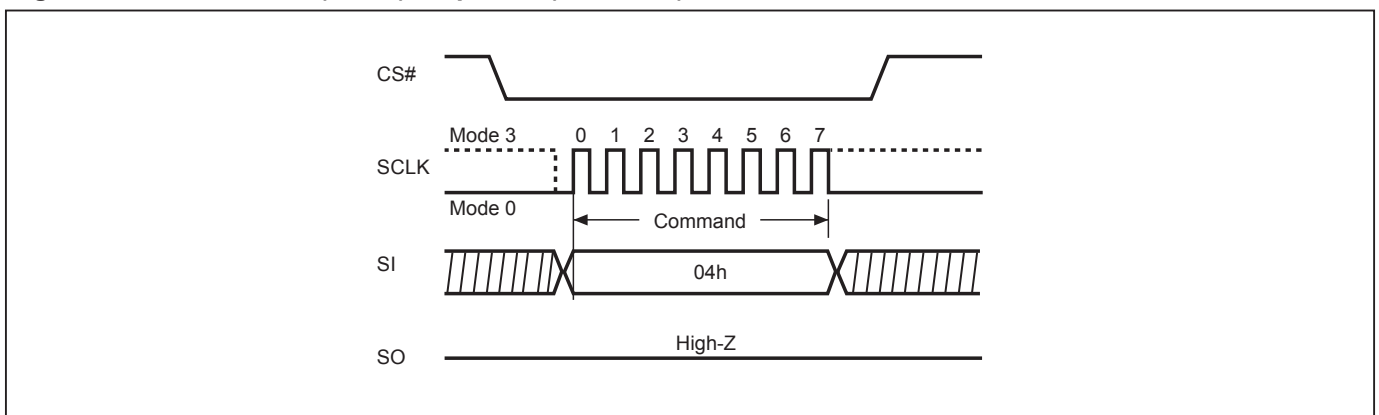 CS#
Mode 3
0 1 2 3 4 5 6 7
SCLK
Mode 0
Command
SI
04h
High-Z
SO